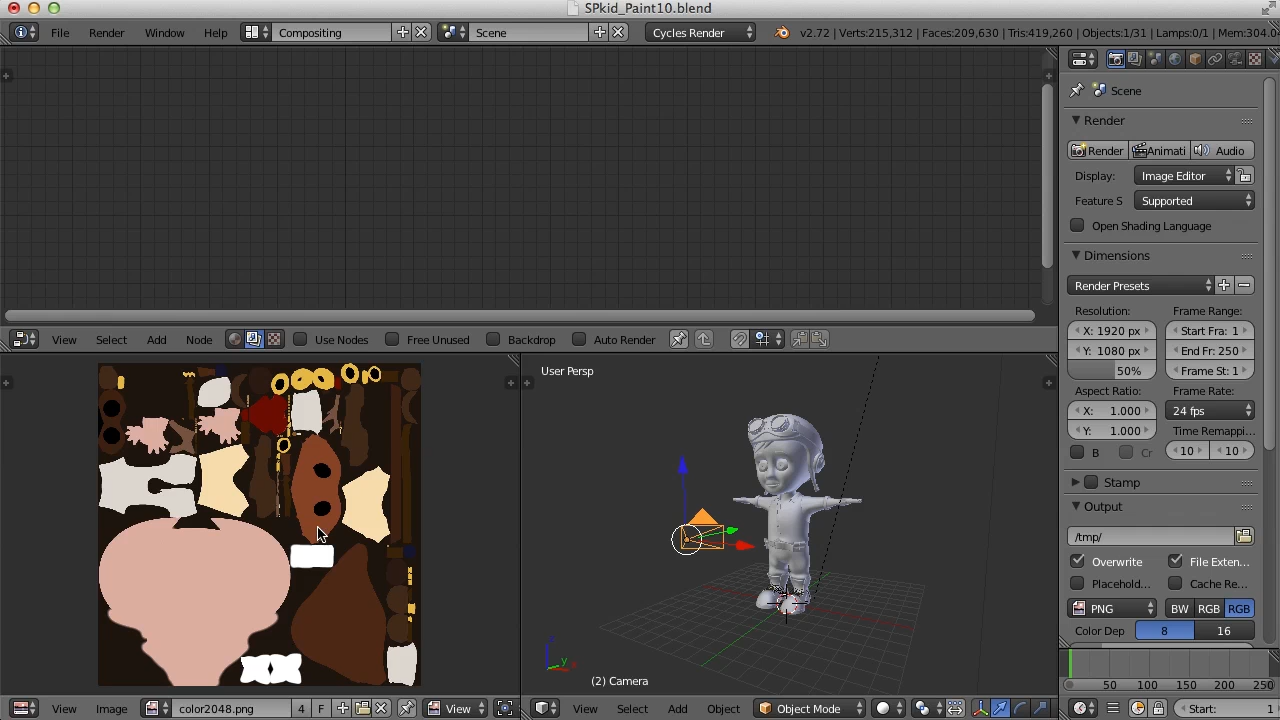 SPkid_Paint10.blend
File Render Window Help Compositing Scene Cycles Render v2.72 | Verts:215,312 | Faces:209,630 | Tris:419,260 | Objects:1/31 | Lamps:0/1 | Mem:304.0
Scene
Render
Render Animati Audio
Display: Image Editor
Feature S Supported
Open Shading Language
Dimensions
Render Presets
Resolution: Frame Range:
X: 1920 px Start Fra: 1
Y: 1080 px End Fr: 250
50% Frame St: 1
Aspect Ratio: Frame Rate:
X: 1.000 24 fps
Y: 1.000 Time Remappi...
B Cr 10 10
Stamp
Output
/tmp/
Overwrite File Exten...
Placehold... Cache Re...
PNG BW RGB RGB
Color Dep 8 16
View Select Add Node Use Nodes Free Unused Backdrop Auto Render
User Persp
z
y
(2) Camera
50 100 150 200 250
View Image color2048.png 4 F View
View Select Add Object Object Mode
Start: 1